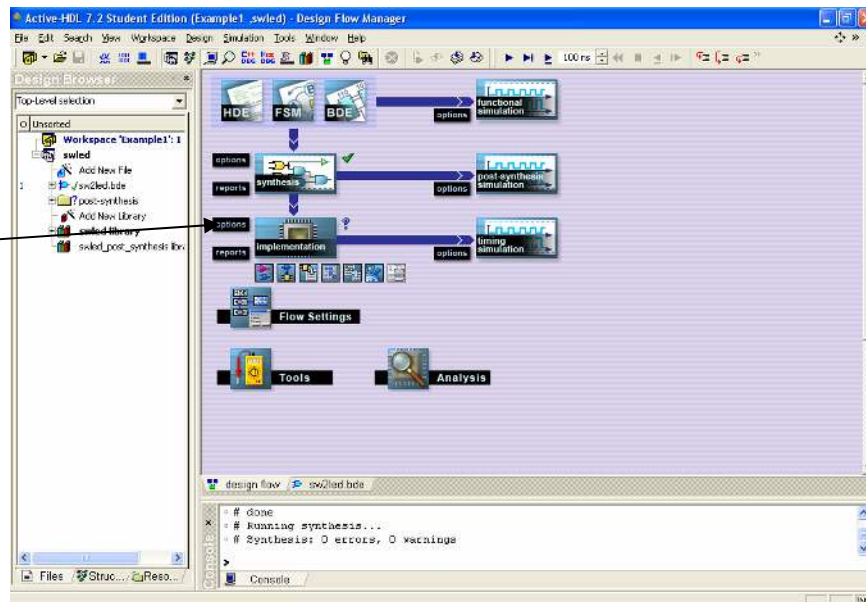 Active-HDL 7.2 Student Edition (Example1 ,swled) - Design Flow Manager
File Edit Search View Workspace Design Simulation Tools Window Help
100 ns
Design Browser
Top-Level selection
Unsorted
Workspace 'Example1': 1
swled
Add New File
1 ./sw2led.bde
? post-synthesis
Add New Library
swled library
swled_post_synthesis libra
Files Struc... Reso...
HDE FSM BDE
options
functional simulation
options
synthesis
reports
options
post-synthesis simulation
options
implementation
reports
options
timing simulation
Flow Settings
Tools
Analysis
design flow sw2led.bde
# done
# Running synthesis...
# Synthesis: 0 errors, 0 warnings
>
Console
Console